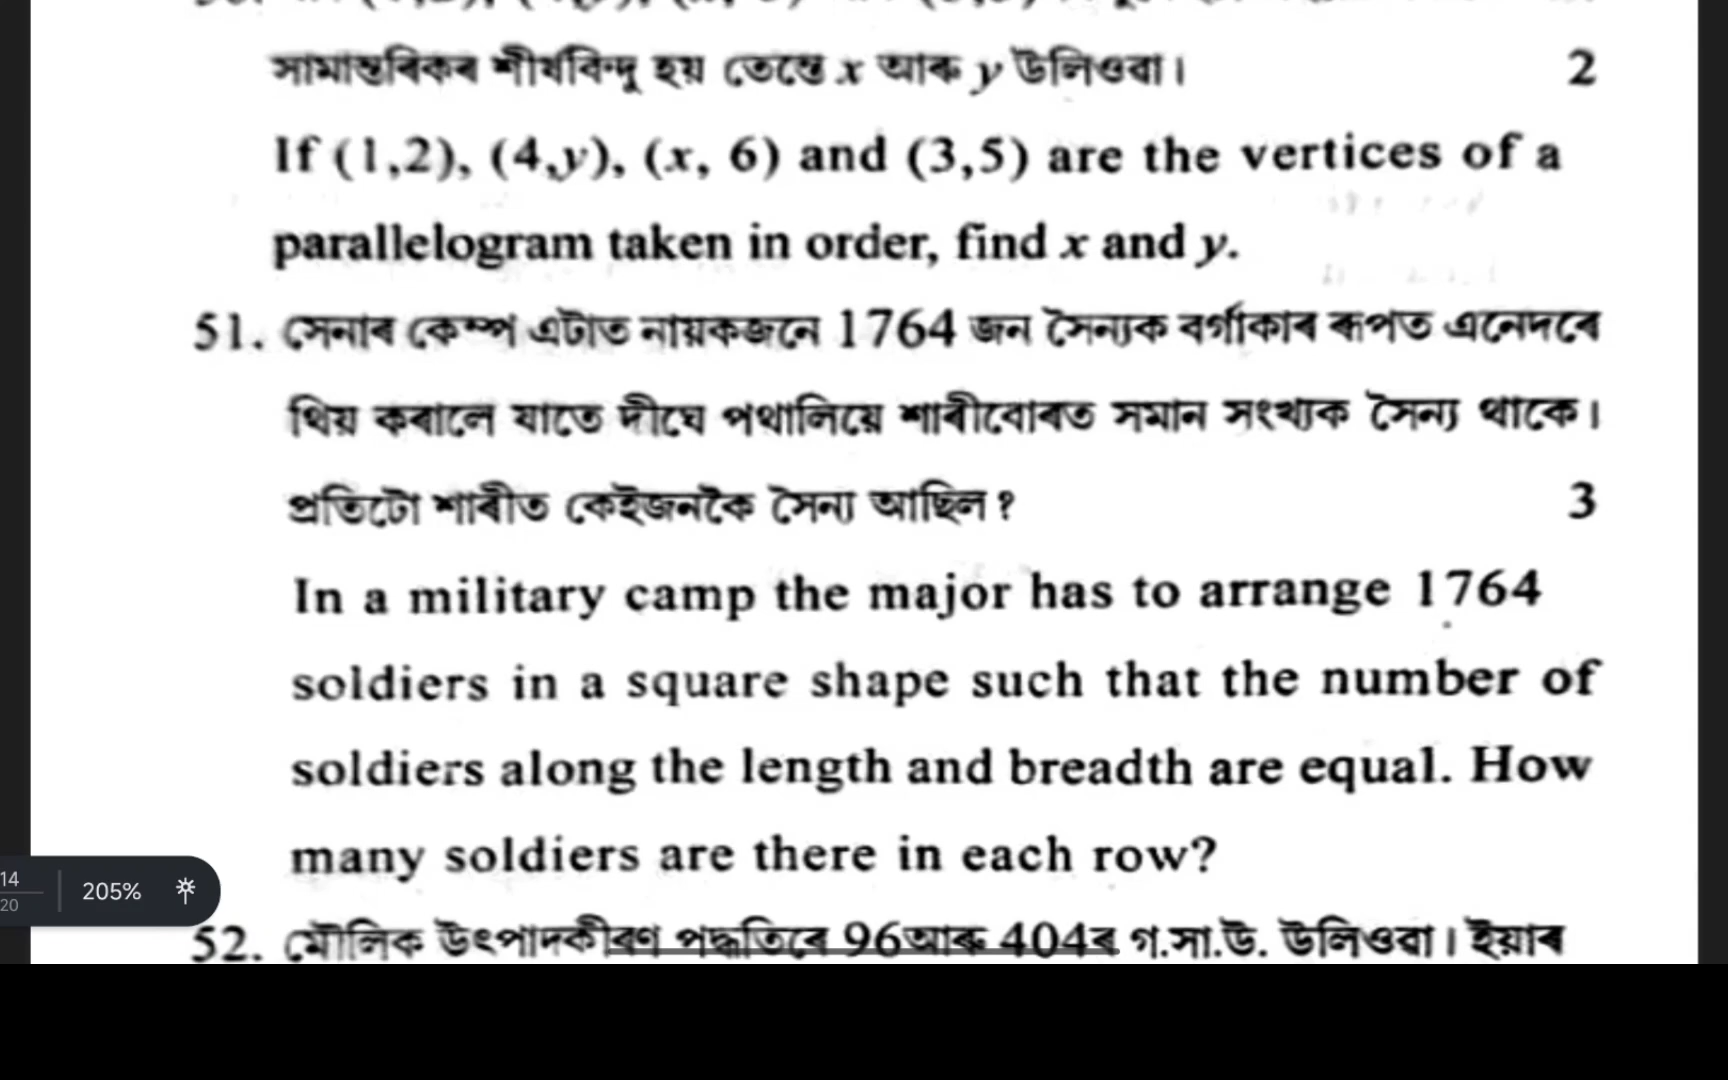 সামান্তৰিকৰ শীৰ্ষবিন্দু হয় তেন্তে x আৰু y উলিওৱা। 2
If (1,2), (4,y), (x, 6) and (3,5) are the vertices of a
parallelogram taken in order, find x and y.
51. সেনাৰ কেম্প এটাত নায়কজনে 1764 জন সৈন্যক বৰ্গাকাৰ ৰূপত এনেদৰে
থিয় কৰালে যাতে দীঘে পথালিয়ে শাৰীবোৰত সমান সংখ্যক সৈন্য থাকে।
প্ৰতিটো শাৰীত কেইজনকৈ সৈন্য আছিল? 3
In a military camp the major has to arrange 1764
soldiers in a square shape such that the number of
soldiers along the length and breadth are equal. How
many soldiers are there in each row?
14
20
205%
52. মৌলিক উৎপাদকীৰণ পদ্ধতিৰে 96আৰু 404ৰ গ.সা.উ. উলিওৱা। ইয়াৰ